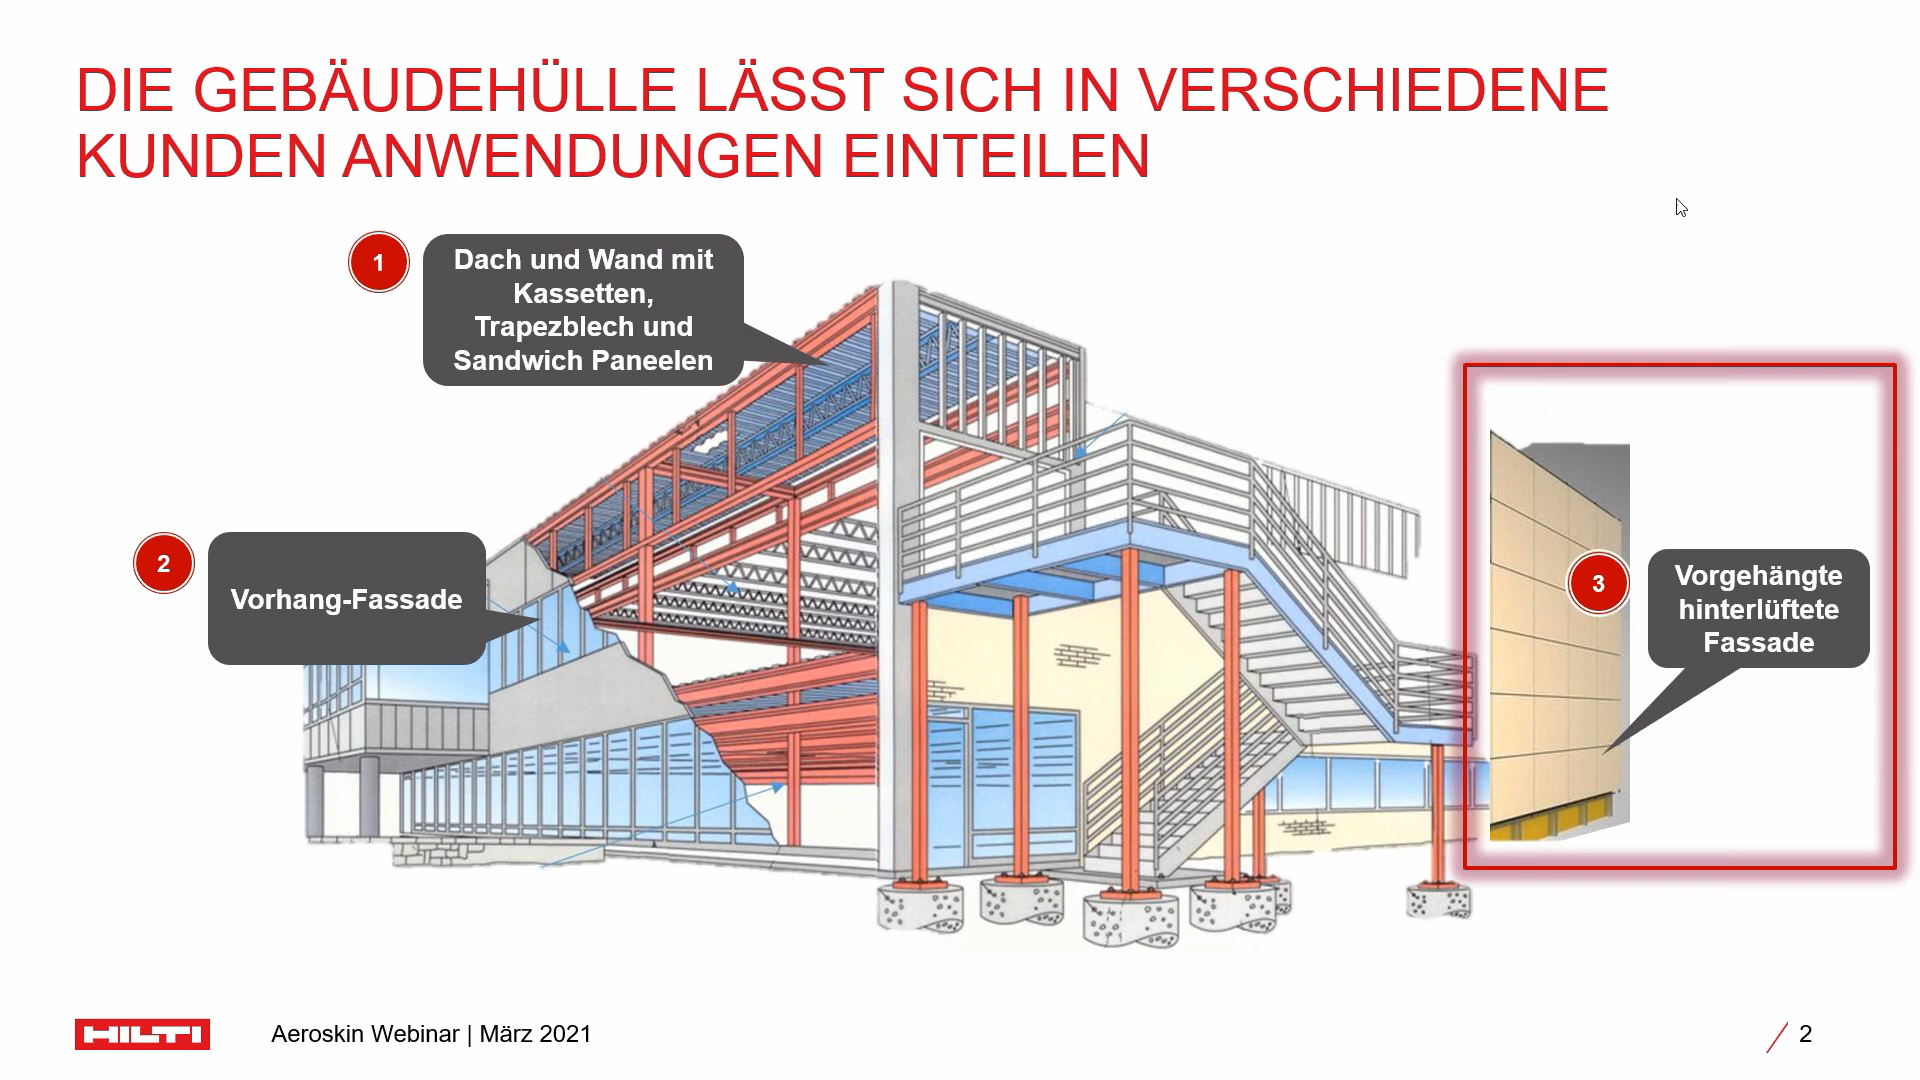 DIE GEBÄUDEHÜLLE LÄSST SICH IN VERSCHIEDENE
KUNDEN ANWENDUNGEN EINTEILEN
1
Dach und Wand mit
Kassetten,
Trapezblech und
Sandwich Paneelen
2
Vorhang-Fassade
3
Vorgehängte
hinterlüftete
Fassade
HILTI
Aeroskin Webinar | März 2021
2